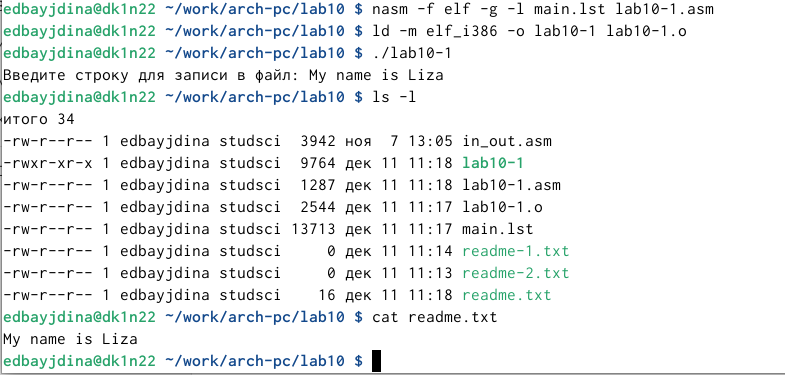 edbayjdina@dk1n22 ~/work/arch-pc/lab10 $ nasm -f elf -g -l main.lst lab10-1.asm
edbayjdina@dk1n22 ~/work/arch-pc/lab10 $ ld -m elf_i386 -o lab10-1 lab10-1.o
edbayjdina@dk1n22 ~/work/arch-pc/lab10 $ ./lab10-1
Введите строку для записи в файл: My name is Liza
edbayjdina@dk1n22 ~/work/arch-pc/lab10 $ ls -l
итого 34
-rw-r--r-- 1 edbayjdina studsci  3942 ноя  7 13:05 in_out.asm
-rwxr-xr-x 1 edbayjdina studsci  9764 дек 11 11:18 lab10-1
-rw-r--r-- 1 edbayjdina studsci  1287 дек 11 11:18 lab10-1.asm
-rw-r--r-- 1 edbayjdina studsci  2544 дек 11 11:17 lab10-1.o
-rw-r--r-- 1 edbayjdina studsci 13713 дек 11 11:17 main.lst
-rw-r--r-- 1 edbayjdina studsci     0 дек 11 11:14 readme-1.txt
-rw-r--r-- 1 edbayjdina studsci     0 дек 11 11:13 readme-2.txt
-rw-r--r-- 1 edbayjdina studsci    16 дек 11 11:18 readme.txt
edbayjdina@dk1n22 ~/work/arch-pc/lab10 $ cat readme.txt
My name is Liza
edbayjdina@dk1n22 ~/work/arch-pc/lab10 $